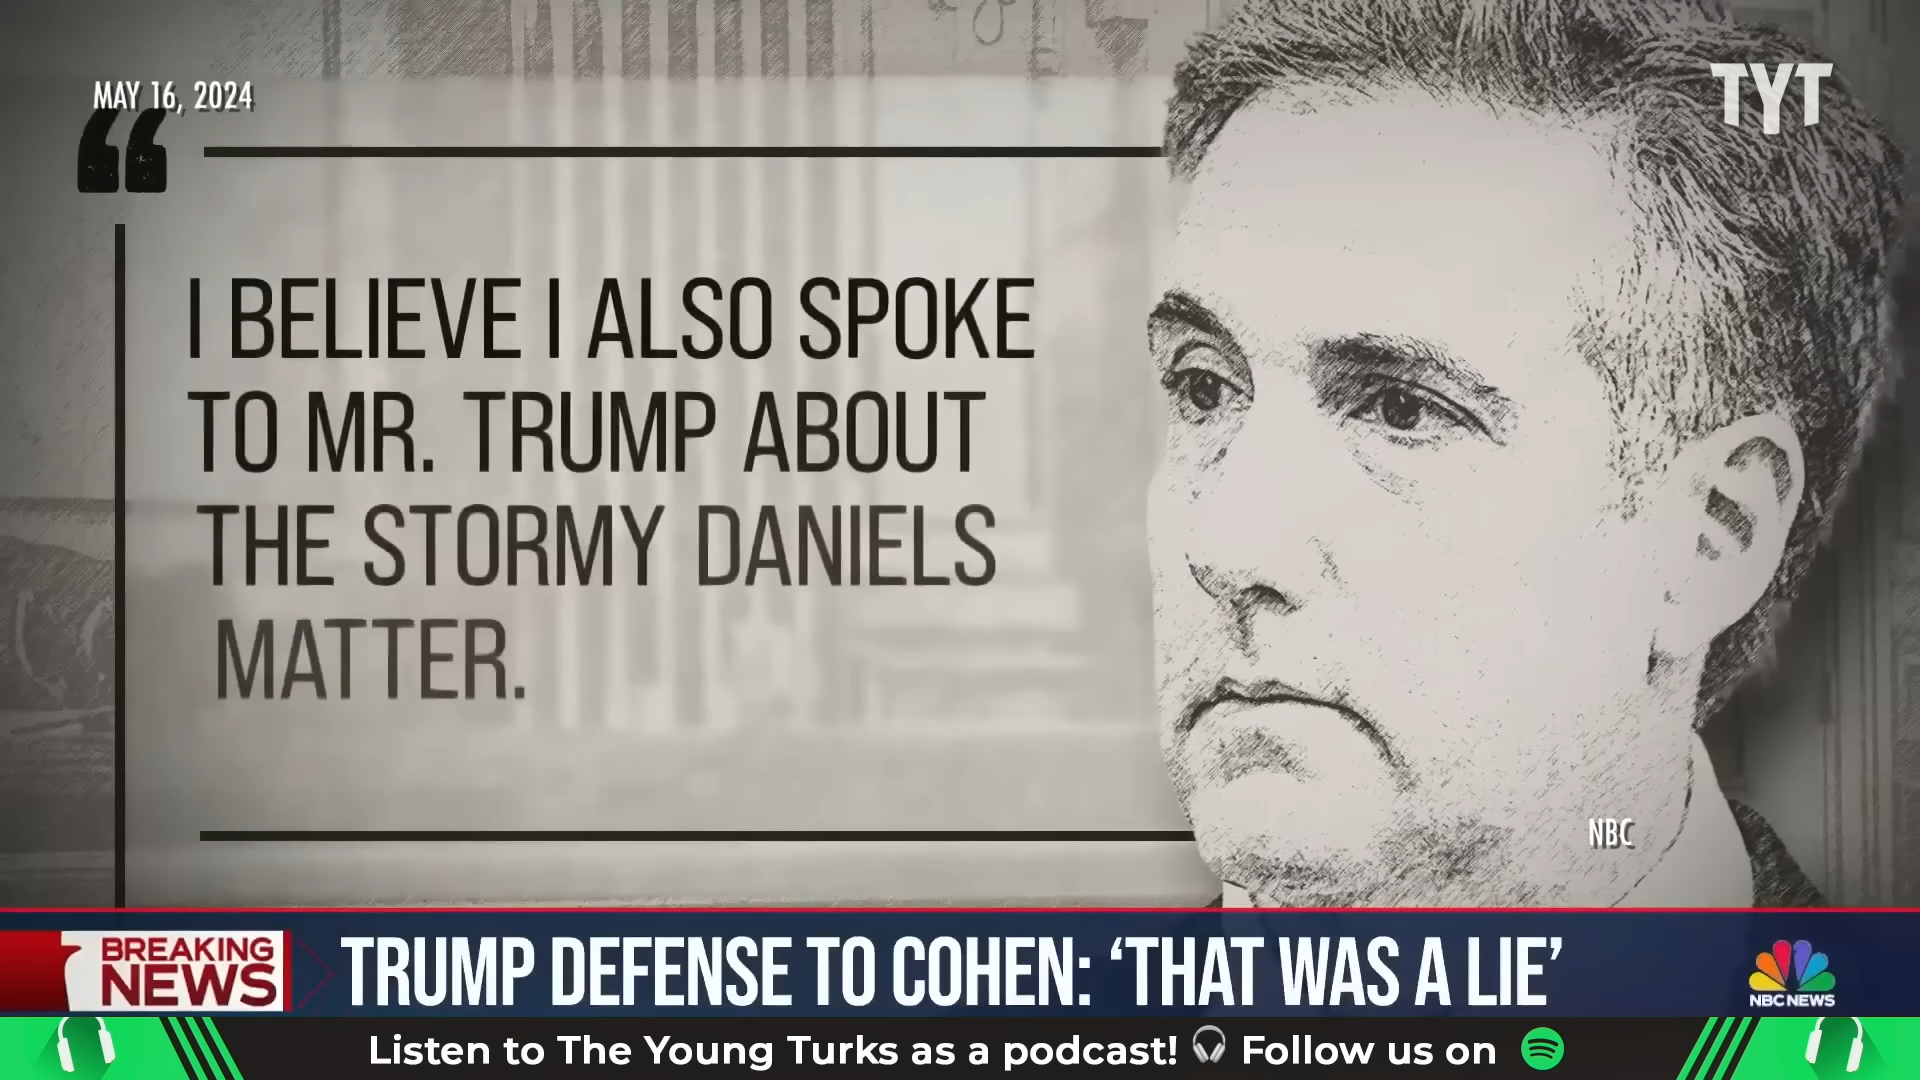 MAY 16, 2024
TYT
“
I BELIEVE I ALSO SPOKE
TO MR. TRUMP ABOUT
THE STORMY DANIELS
MATTER.
NBC
BREAKING
NEWS
TRUMP DEFENSE TO COHEN: ‘THAT WAS A LIE’
NBC NEWS
Listen to The Young Turks as a podcast! Follow us on